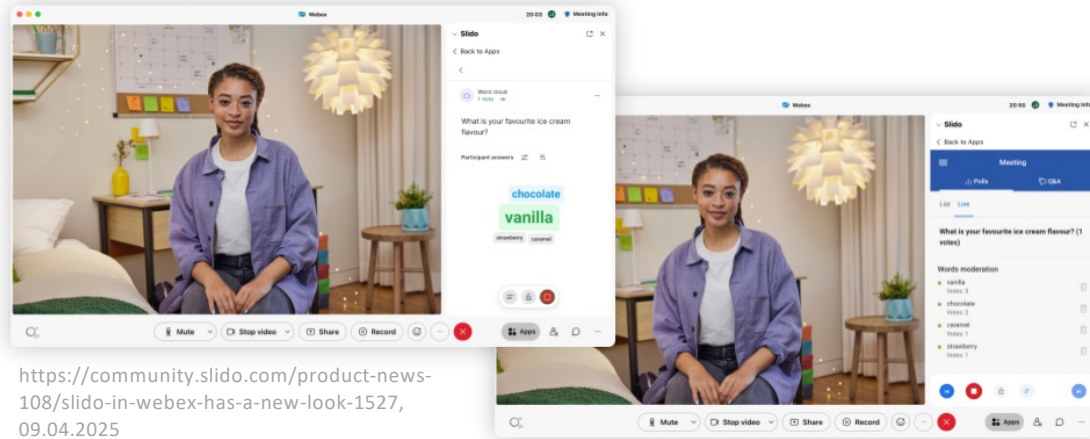 Webex
20:03
Meeting Info
Slido
Back to Apps
Word cloud
1 Vote
What is your favourite ice cream
flavour?
Participant answers
chocolate
vanilla
strawberry caramel
Mute
Stop video
Share
Record
Apps
https://community.slido.com/product-news-
108/slido-in-webex-has-a-new-look-1527,
09.04.2025
Webex
Meeting Info
Slido
Back to Apps
Meeting
Polls
Q&A
List Live
What is your favourite ice cream flavour? (1
votes)
Words moderation
vanilla
Votes: 3
chocolate
Votes: 2
caramel
Votes: 1
strawberry
Votes: 1
Mute
Stop video
Share
Record
Apps